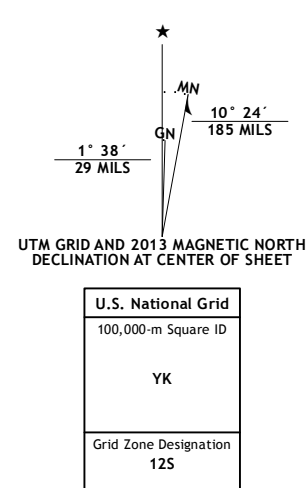 ★
MN
GN
10° 24´
185 MILS
1° 38´
29 MILS
UTM GRID AND 2013 MAGNETIC NORTH
DECLINATION AT CENTER OF SHEET
U.S. National Grid
100,000-m Square ID
YK
Grid Zone Designation
12S